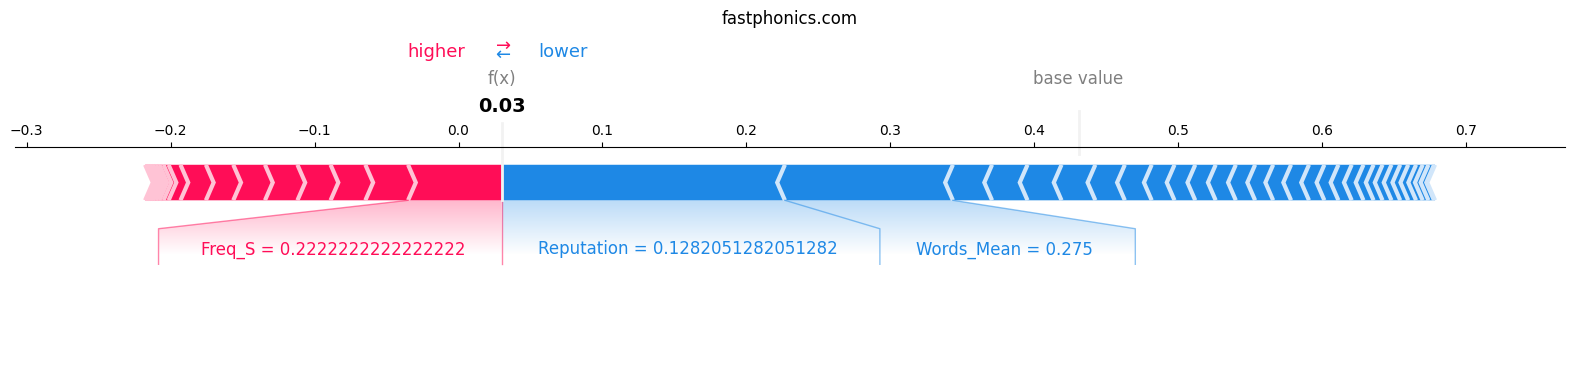 fastphonics.com
higher ⇄ lower
f(x) base value
0.03
−0.3 −0.2 −0.1 0.0 0.1 0.2 0.3 0.4 0.5 0.6 0.7
Freq_S = 0.2222222222222222 Reputation = 0.1282051282051282 Words_Mean = 0.275